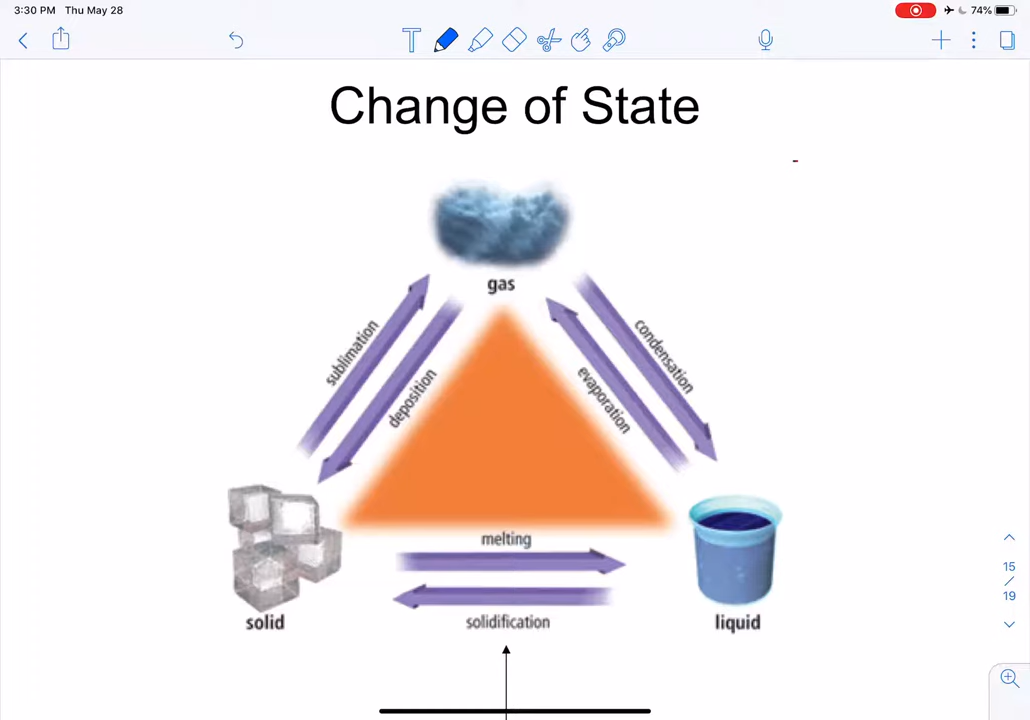 3:30 PM Thu May 28
74%
T
Change of State
gas
sublimation
deposition
condensation
evaporation
melting
solidification
solid
liquid
15
/
19